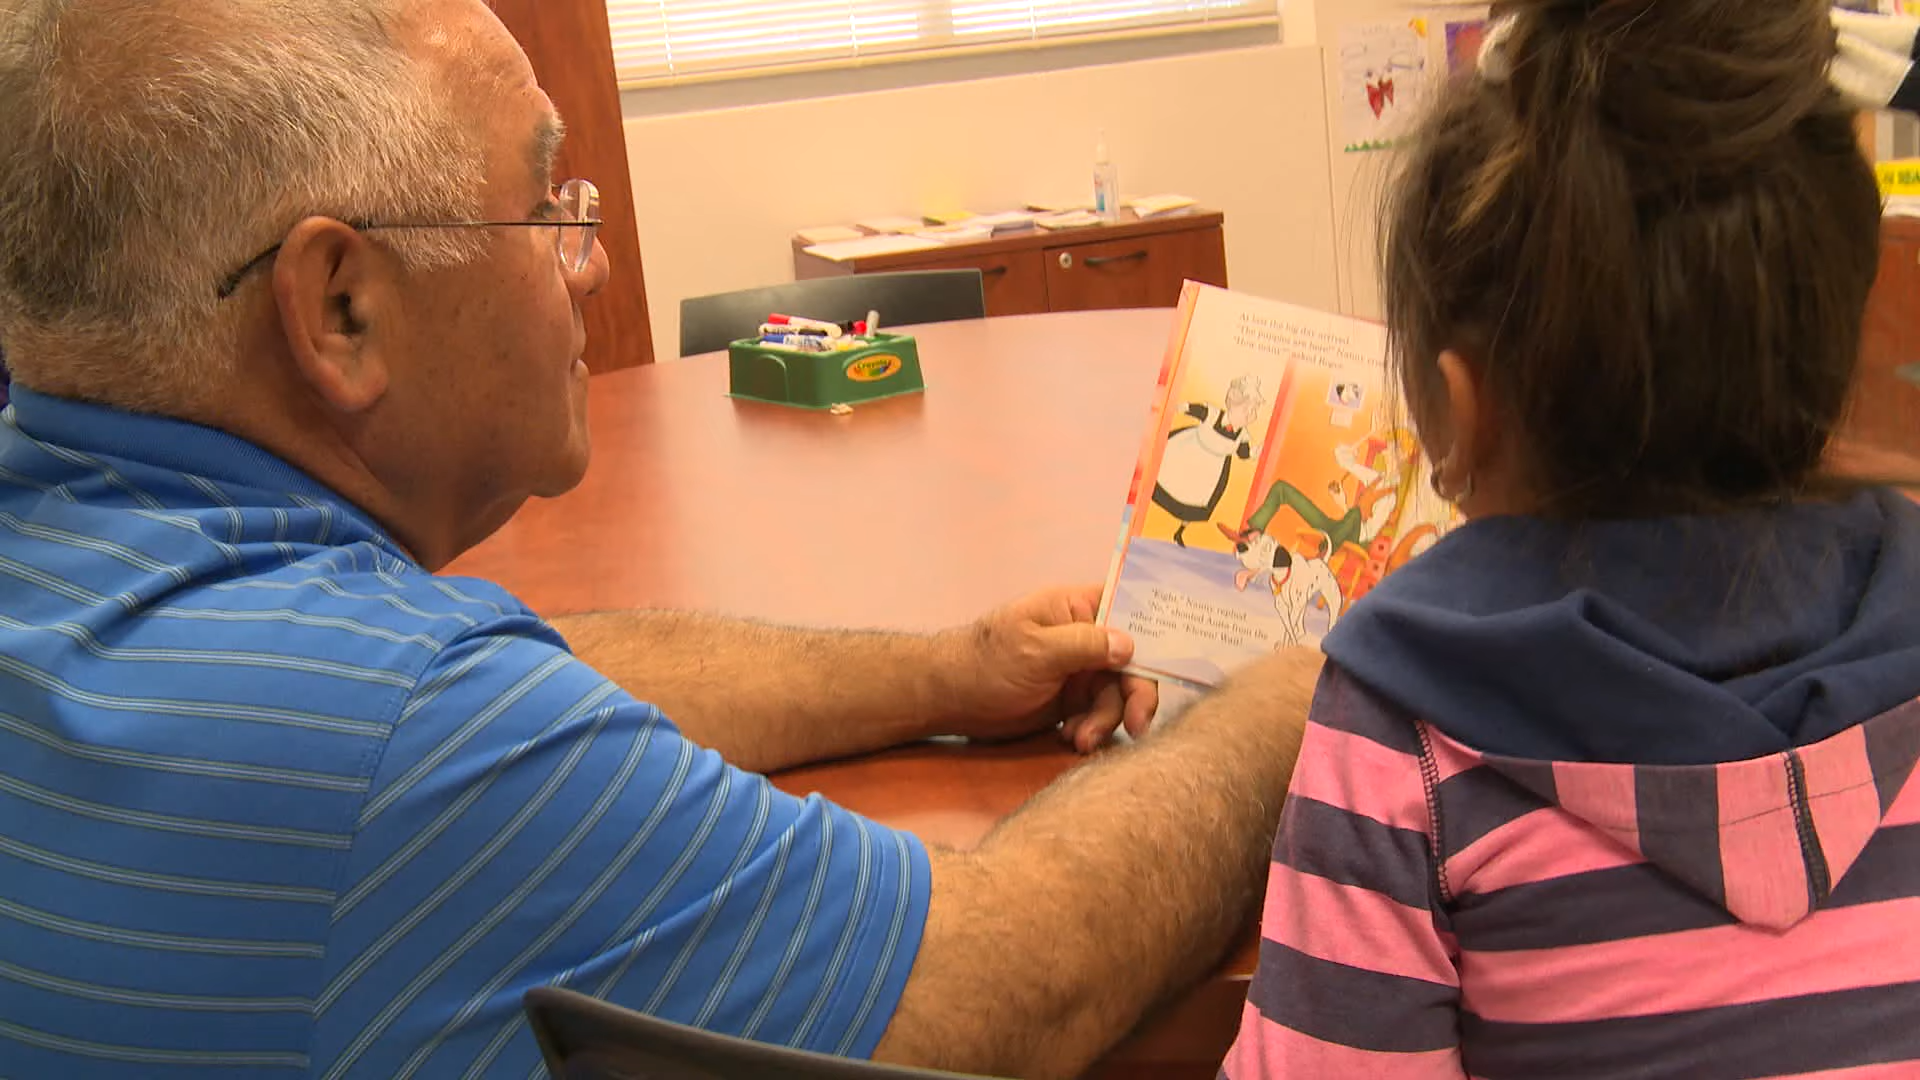 At last the big day arrived.
"The puppies are here!" Nanny
"How many?" asked Roger.
"Eight," Nanny replied.
"No," shouted Anita from the
other room. "Eleven! Wait!
Fifteen!"
Crayola